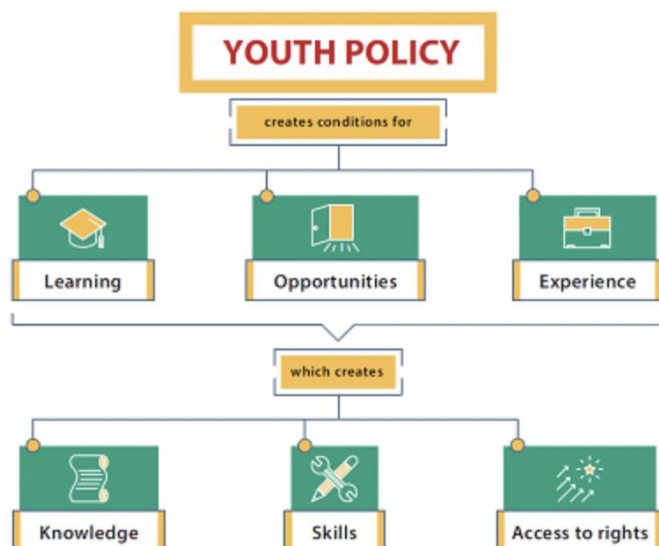 YOUTH POLICY
creates conditions for
Learning
Opportunities
Experience
which creates
Knowledge
Skills
Access to rights